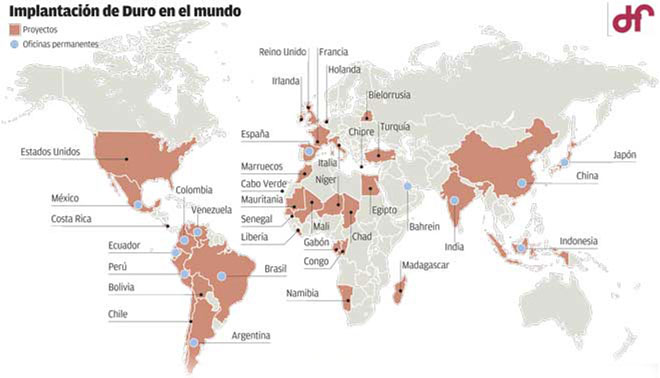 Implantación de Duro en el mundo
df
Proyectos
Oficinas permanentes
Reino Unido
Francia
Holanda
Irlanda
Bielorrusia
España
Chipre
Turquía
Estados Unidos
Italia
Japón
Marruecos
Níger
China
Colombia
Cabo Verde
México
Mauritania
Venezuela
Egipto
Costa Rica
Senegal
Mali
Bahrein
Liberia
Gabón
Chad
India
Indonesia
Ecuador
Congo
Perú
Brasil
Madagascar
Bolivia
Namibia
Chile
Argentina